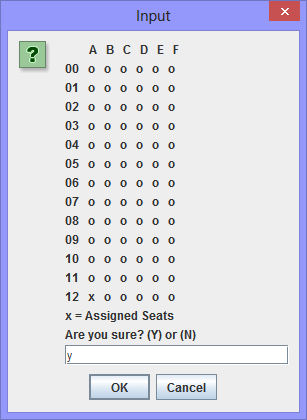 Input
?
A B C D E F
00 o o o o o o
01 o o o o o o
02 o o o o o o
03 o o o o o o
04 o o o o o o
05 o o o o o o
06 o o o o o o
07 o o o o o o
08 o o o o o o
09 o o o o o o
10 o o o o o o
11 o o o o o o
12 x o o o o o
x = Assigned Seats
Are you sure? (Y) or (N)
y
OK Cancel